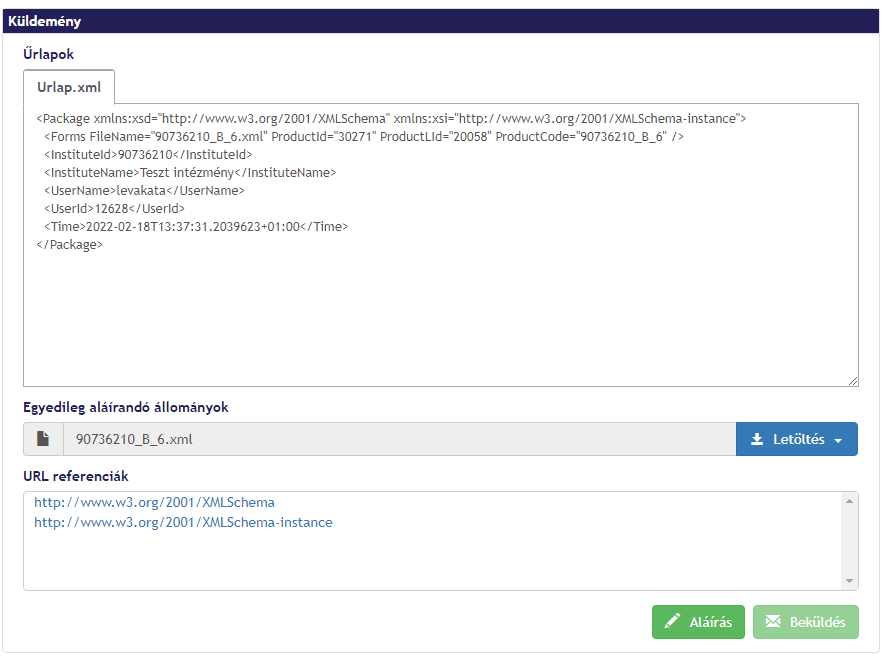 Küldemény
Űrlapok
Urlap.xml
<Package xmlns:xsd="http://www.w3.org/2001/XMLSchema" xmlns:xsi="http://www.w3.org/2001/XMLSchema-instance">
<Forms FileName="90736210_B_6.xml" ProductId="30271" ProductLId="20058" ProductCode="90736210_B_6" />
<InstituteId>90736210</InstituteId>
<InstituteName>Teszt intézmény</InstituteName>
<UserName>levakata</UserName>
<UserId>12628</UserId>
<Time>2022-02-18T13:37:31.2039623+01:00</Time>
</Package>
Egyedileg aláírandó állományok
90736210_B_6.xml
Letöltés
URL referenciák
http://www.w3.org/2001/XMLSchema
http://www.w3.org/2001/XMLSchema-instance
Aláírás
Beküldés